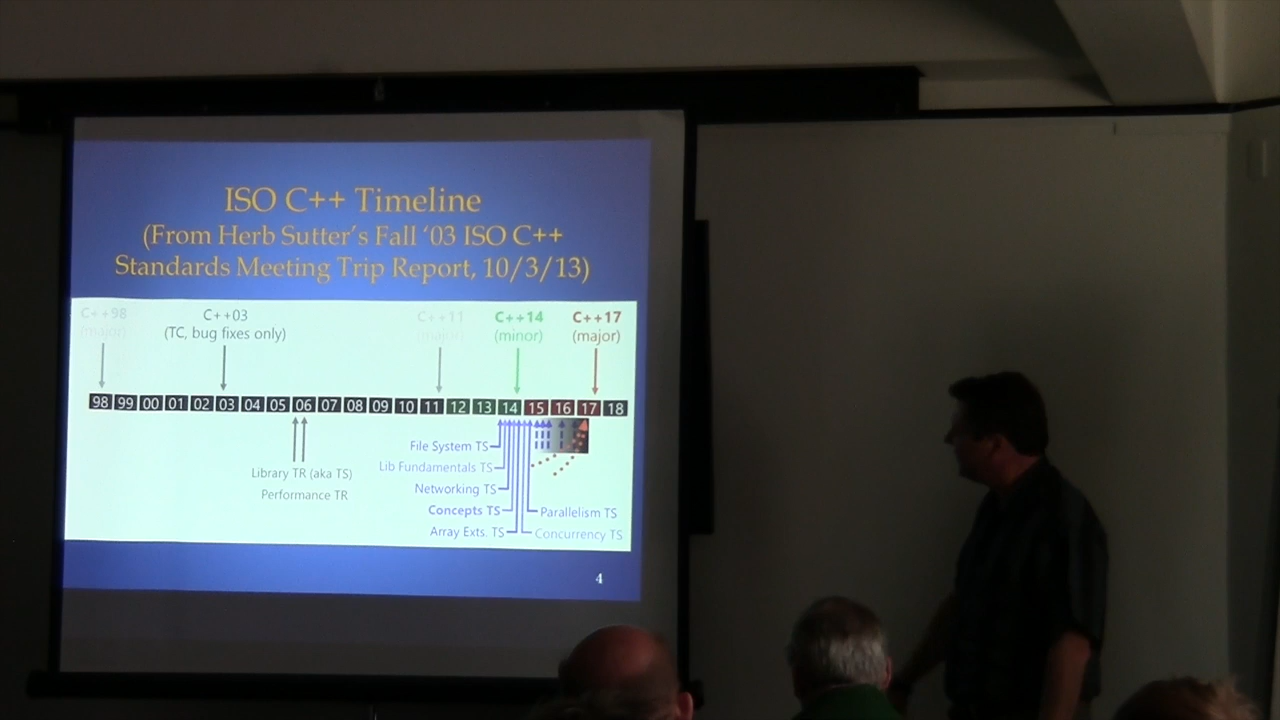 ISO C++ Timeline
(From Herb Sutter's Fall '03 ISO C++
Standards Meeting Trip Report, 10/3/13)
C++98
(major)
C++03
(TC, bug fixes only)
C++11
(major)
C++14
(minor)
C++17
(major)
98 99 00 01 02 03 04 05 06 07 08 09 10 11 12 13 14 15 16 17 18
File System TS
Lib Fundamentals TS
Networking TS
Concepts TS
Array Exts. TS
Parallelism TS
Concurrency TS
Library TR (aka TS)
Performance TR
4